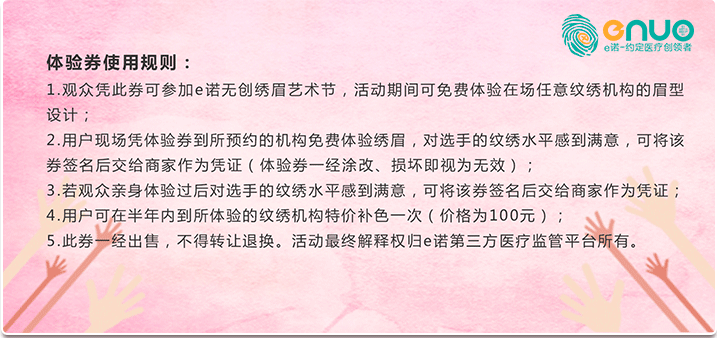 enuo
e诺-约定医疗创领者
体验券使用规则：
1.观众凭此券可参加e诺无创绣眉艺术节，活动期间可免费体验在场任意纹绣机构的眉型
设计；
2.用户现场凭体验券到所预约的机构免费体验绣眉，对选手的纹绣水平感到满意，可将该
券签名后交给商家作为凭证（体验券一经涂改、损坏即视为无效）；
3.若观众亲身体验过后对选手的纹绣水平感到满意，可将该券签名后交给商家作为凭证；
4.用户可在半年内到所体验的纹绣机构特价补色一次（价格为100元）；
5.此券一经出售，不得转让退换。活动最终解释权归e诺第三方医疗监管平台所有。